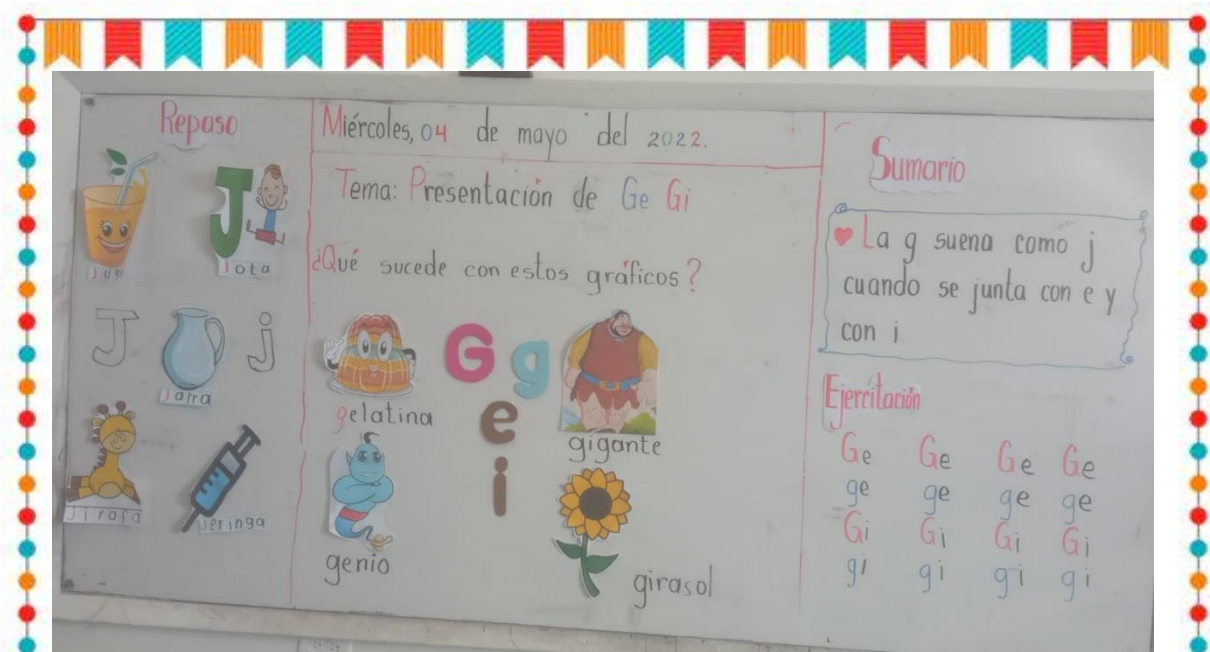 Repaso
jugo
jota
J j
jarra
Jirafa
jeringa
Miércoles, 04 de mayo del 2022.
Tema: Presentación de Ge Gi
¿Qué sucede con estos gráficos?
G g
e
i
gelatina
gigante
genio
girasol
Sumario
La g suena como j
cuando se junta con e y
con i
Ejercitación
Ge Ge Ge Ge
ge ge ge ge
Gi Gi Gi Gi
gi gi gi gi